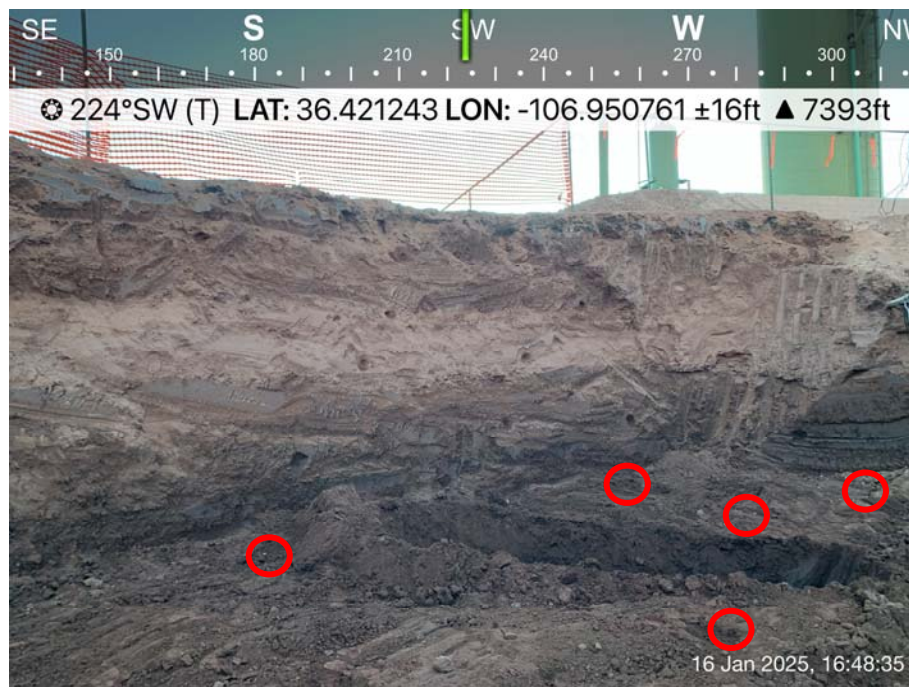 SE S SW W NW
150 180 210 240 270 300
224°SW (T) LAT: 36.421243 LON: -106.950761 ±16ft ▲ 7393ft
16 Jan 2025, 16:48:35